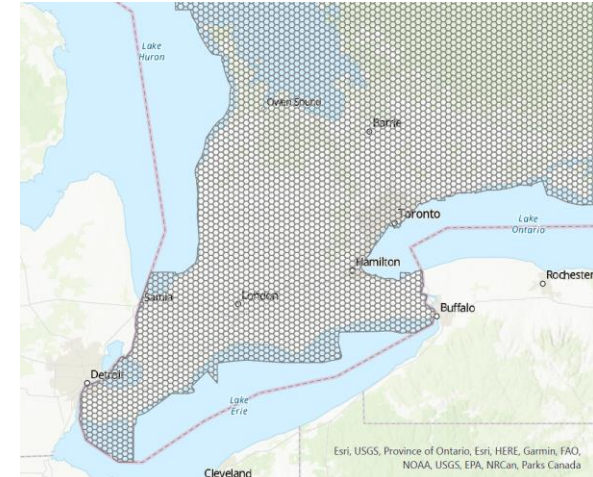 Lake
Huron
Owen Sound
Barrie
Toronto
Lake
Ontario
Hamilton
Rochester
Sarnia
London
Buffalo
Detroit
Lake
Erie
Esri, USGS, Province of Ontario, Esri, HERE, Garmin, FAO,
NOAA, USGS, EPA, NRCan, Parks Canada
Cleveland